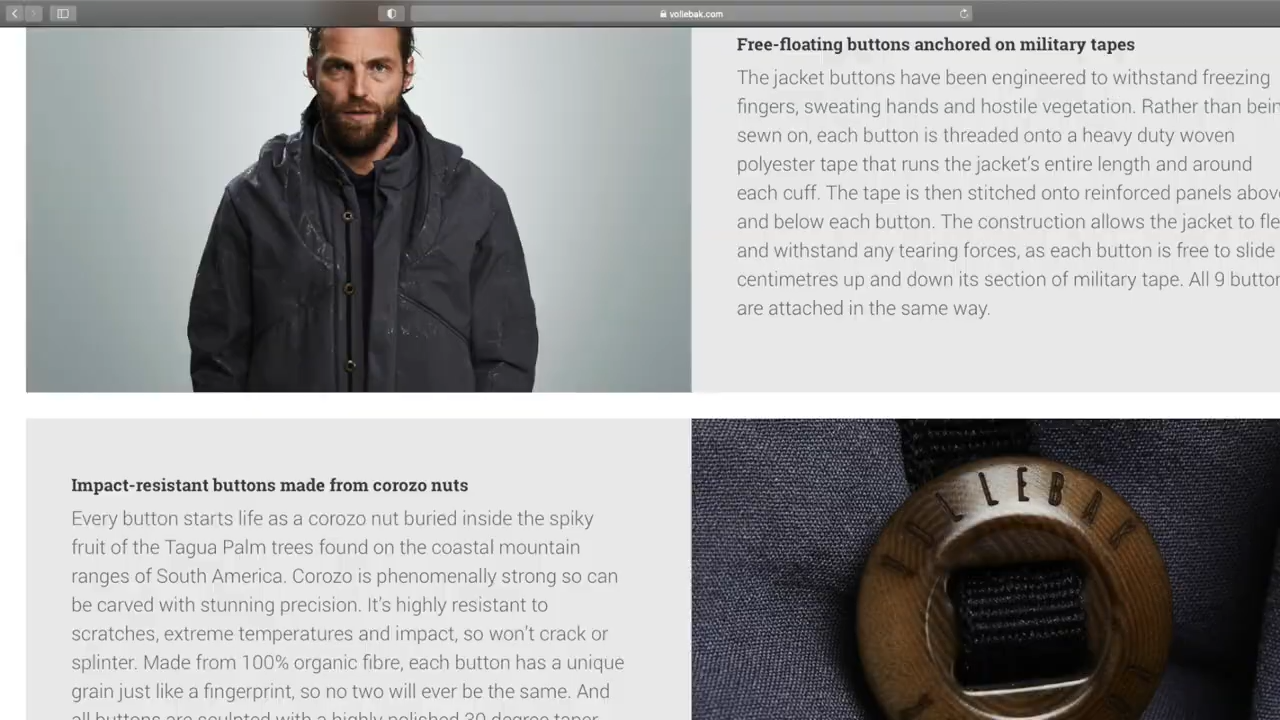 vollebak.com
Free-floating buttons anchored on military tapes
The jacket buttons have been engineered to withstand freezing
fingers, sweating hands and hostile vegetation. Rather than bein
sewn on, each button is threaded onto a heavy duty woven
polyester tape that runs the jacket's entire length and around
each cuff. The tape is then stitched onto reinforced panels above
and below each button. The construction allows the jacket to fle
and withstand any tearing forces, as each button is free to slide
centimetres up and down its section of military tape. All 9 button
are attached in the same way.
Impact-resistant buttons made from corozo nuts
Every button starts life as a corozo nut buried inside the spiky
fruit of the Tagua Palm trees found on the coastal mountain
ranges of South America. Corozo is phenomenally strong so can
be carved with stunning precision. It's highly resistant to
scratches, extreme temperatures and impact, so won't crack or
splinter. Made from 100% organic fibre, each button has a unique
grain just like a fingerprint, so no two will ever be the same. And
all buttons are sculpted with a highly polished 30 degree taper
VOLLEBAK